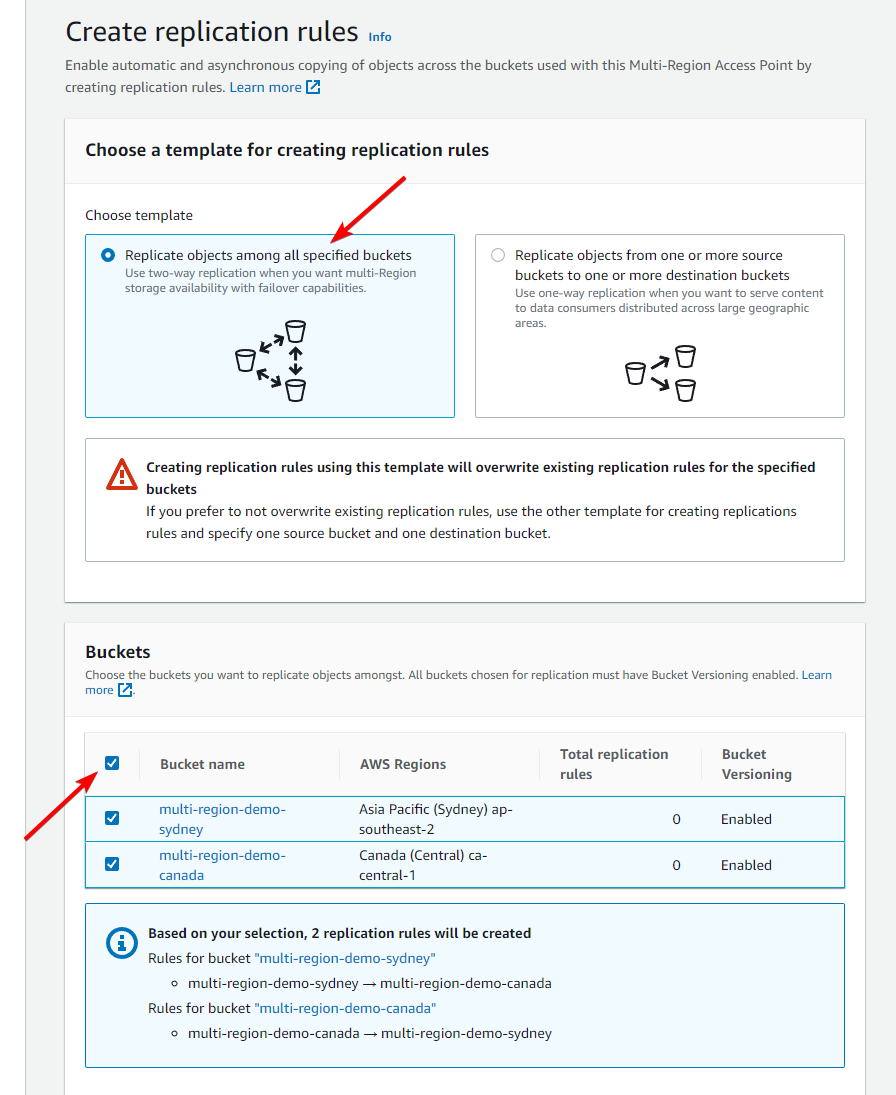 Create replication rules Info
Enable automatic and asynchronous copying of objects across the buckets used with this Multi-Region Access Point by
creating replication rules. Learn more
Choose a template for creating replication rules
Choose template
Replicate objects among all specified buckets
Use two-way replication when you want multi-Region
storage availability with failover capabilities.
Replicate objects from one or more source
buckets to one or more destination buckets
Use one-way replication when you want to serve content
to data consumers distributed across large geographic
areas.
Creating replication rules using this template will overwrite existing replication rules for the specified
buckets
If you prefer to not overwrite existing replication rules, use the other template for creating replications
rules and specify one source bucket and one destination bucket.
Buckets
Choose the buckets you want to replicate objects amongst. All buckets chosen for replication must have Bucket Versioning enabled. Learn
more.
Bucket name
AWS Regions
Total replication
rules
Bucket
Versioning
multi-region-demo-
sydney
Asia Pacific (Sydney) ap-
southeast-2
0
Enabled
multi-region-demo-
canada
Canada (Central) ca-
central-1
0
Enabled
Based on your selection, 2 replication rules will be created
Rules for bucket "multi-region-demo-sydney"
multi-region-demo-sydney → multi-region-demo-canada
Rules for bucket "multi-region-demo-canada"
multi-region-demo-canada → multi-region-demo-sydney